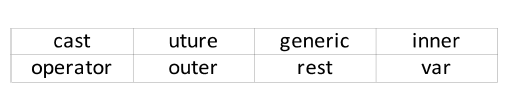 cast uture generic inner
operator outer rest var